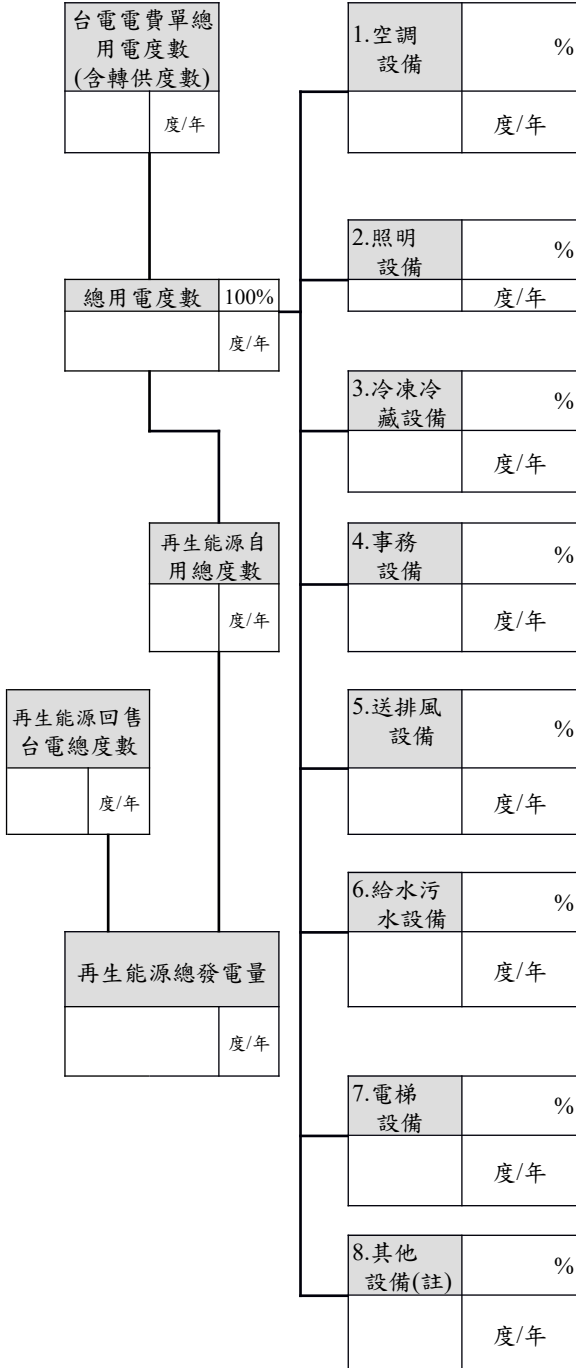 台電電費單總
用電度數
(含轉供度數)
度/年
總用電度數 100%
度/年
再生能源自
用總度數
度/年
再生能源回售
台電總度數
度/年
再生能源總發電量
度/年
1.空調
設備
%
度/年
2.照明
設備
%
度/年
3.冷凍冷
藏設備
%
度/年
4.事務
設備
%
度/年
5.送排風
設備
%
度/年
6.給水污
水設備
%
度/年
7.電梯
設備
%
度/年
8.其他
設備(註)
%
度/年